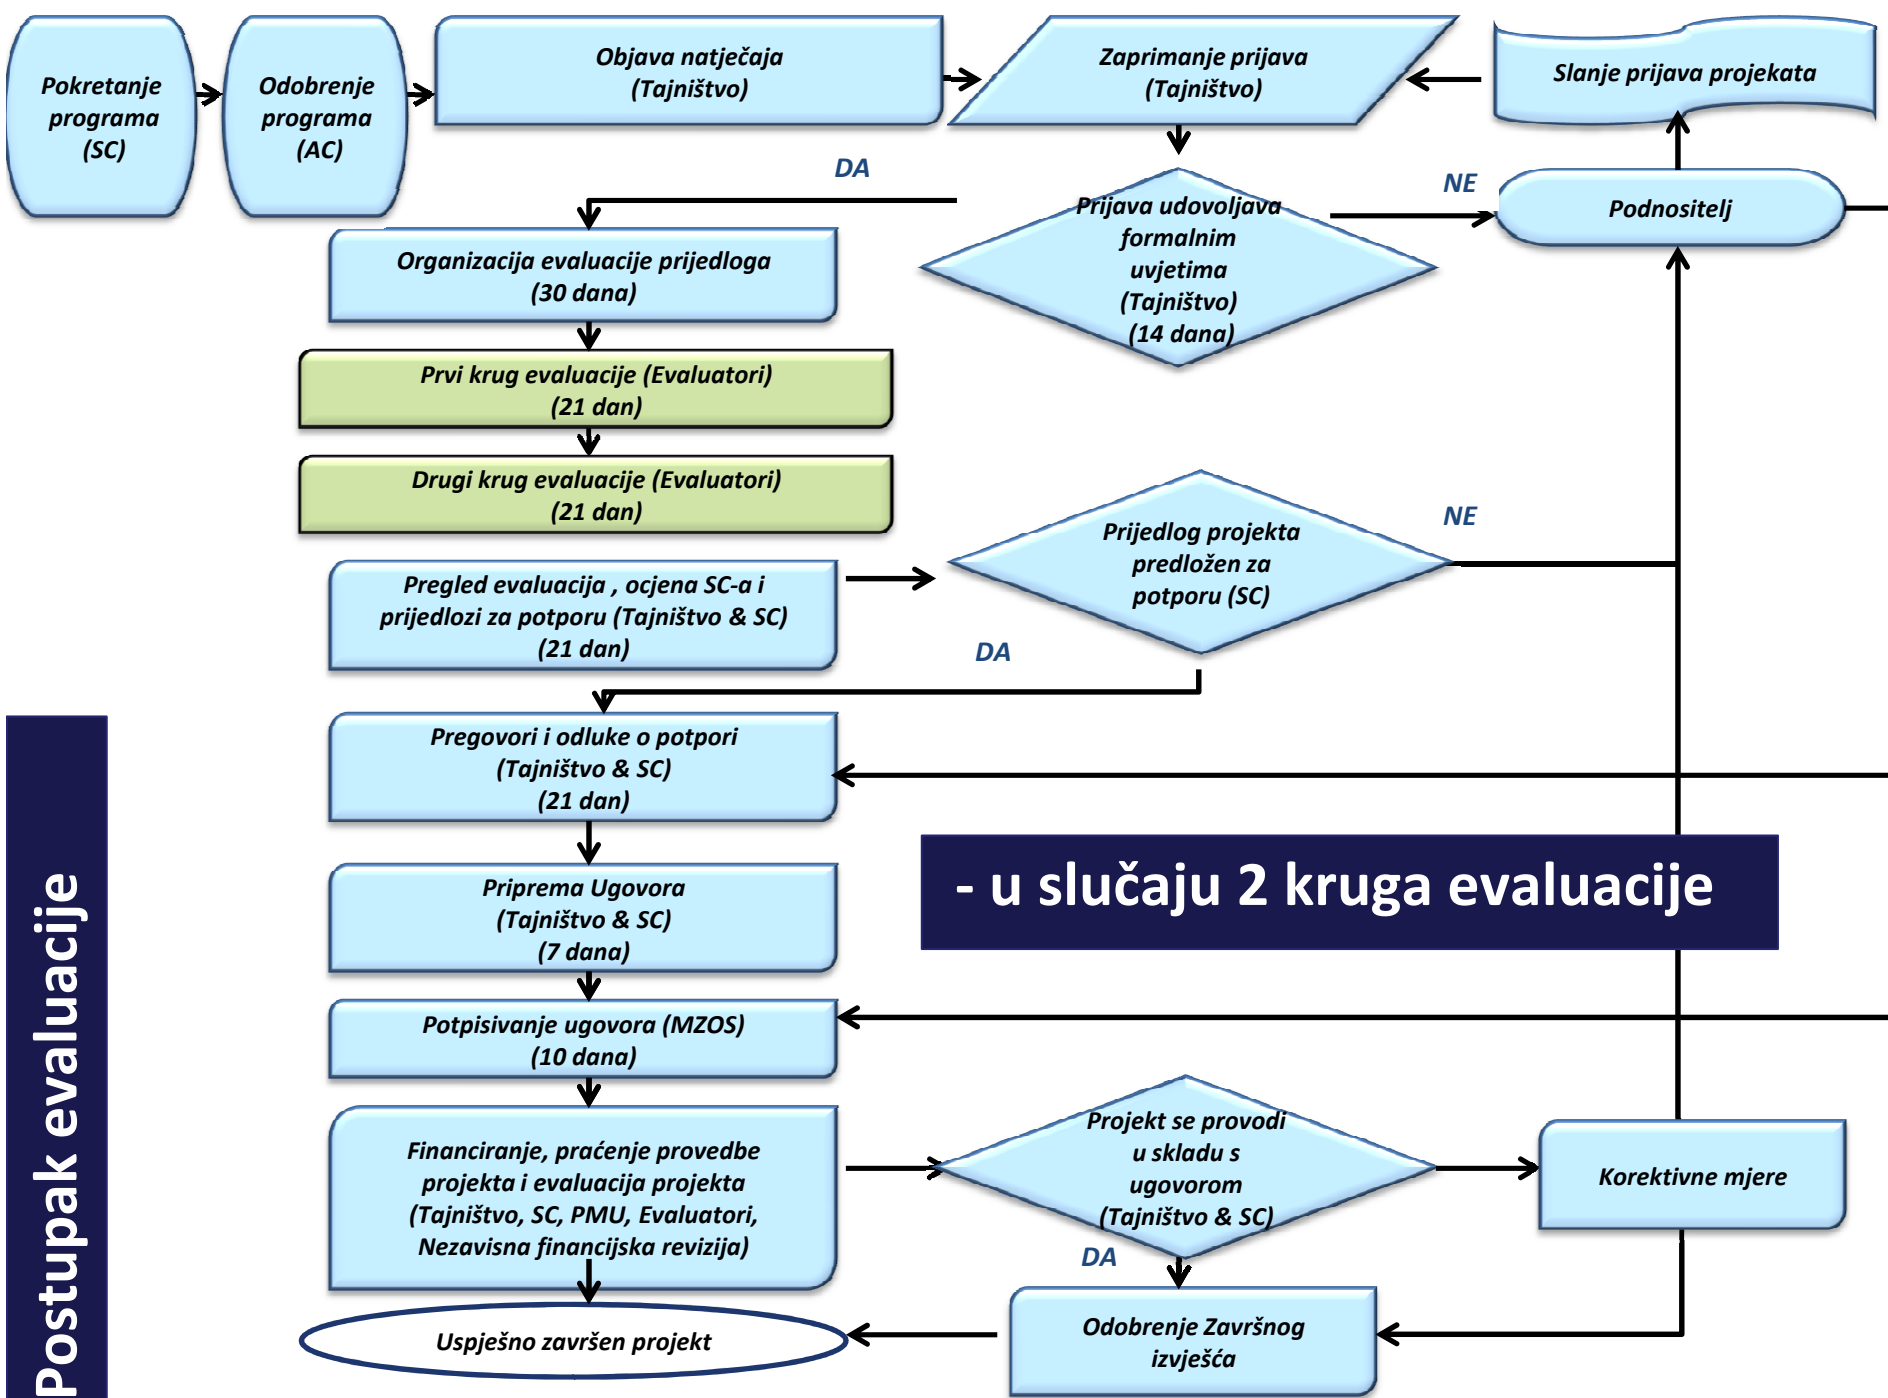 Pokretanje
programa
(SC)
Odobrenje
programa
(AC)
Objava natječaja
(Tajništvo)
Zaprimanje prijava
(Tajništvo)
Slanje prijava projekata
DA
Prijava udovoljava
formalnim
uvjetima
(Tajništvo)
(14 dana)
NE
Podnositelj
Organizacija evaluacije prijedloga
(30 dana)
Prvi krug evaluacije (Evaluatori)
(21 dan)
Drugi krug evaluacije (Evaluatori)
(21 dan)
Pregled evaluacija , ocjena SC-a i
prijedlozi za potporu (Tajništvo & SC)
(21 dan)
Prijedlog projekta
predložen za
potporu (SC)
NE
DA
Pregovori i odluke o potpori
(Tajništvo & SC)
(21 dan)
Priprema Ugovora
(Tajništvo & SC)
(7 dana)
- u slučaju 2 kruga evaluacije
Potpisivanje ugovora (MZOS)
(10 dana)
Financiranje, praćenje provedbe
projekta i evaluacija projekta
(Tajništvo, SC, PMU, Evaluatori,
Nezavisna financijska revizija)
Projekt se provodi
u skladu s
ugovorom
(Tajništvo & SC)
Korektivne mjere
DA
Odobrenje Završnog
izvješća
Uspješno završen projekt
Postupak evaluacije